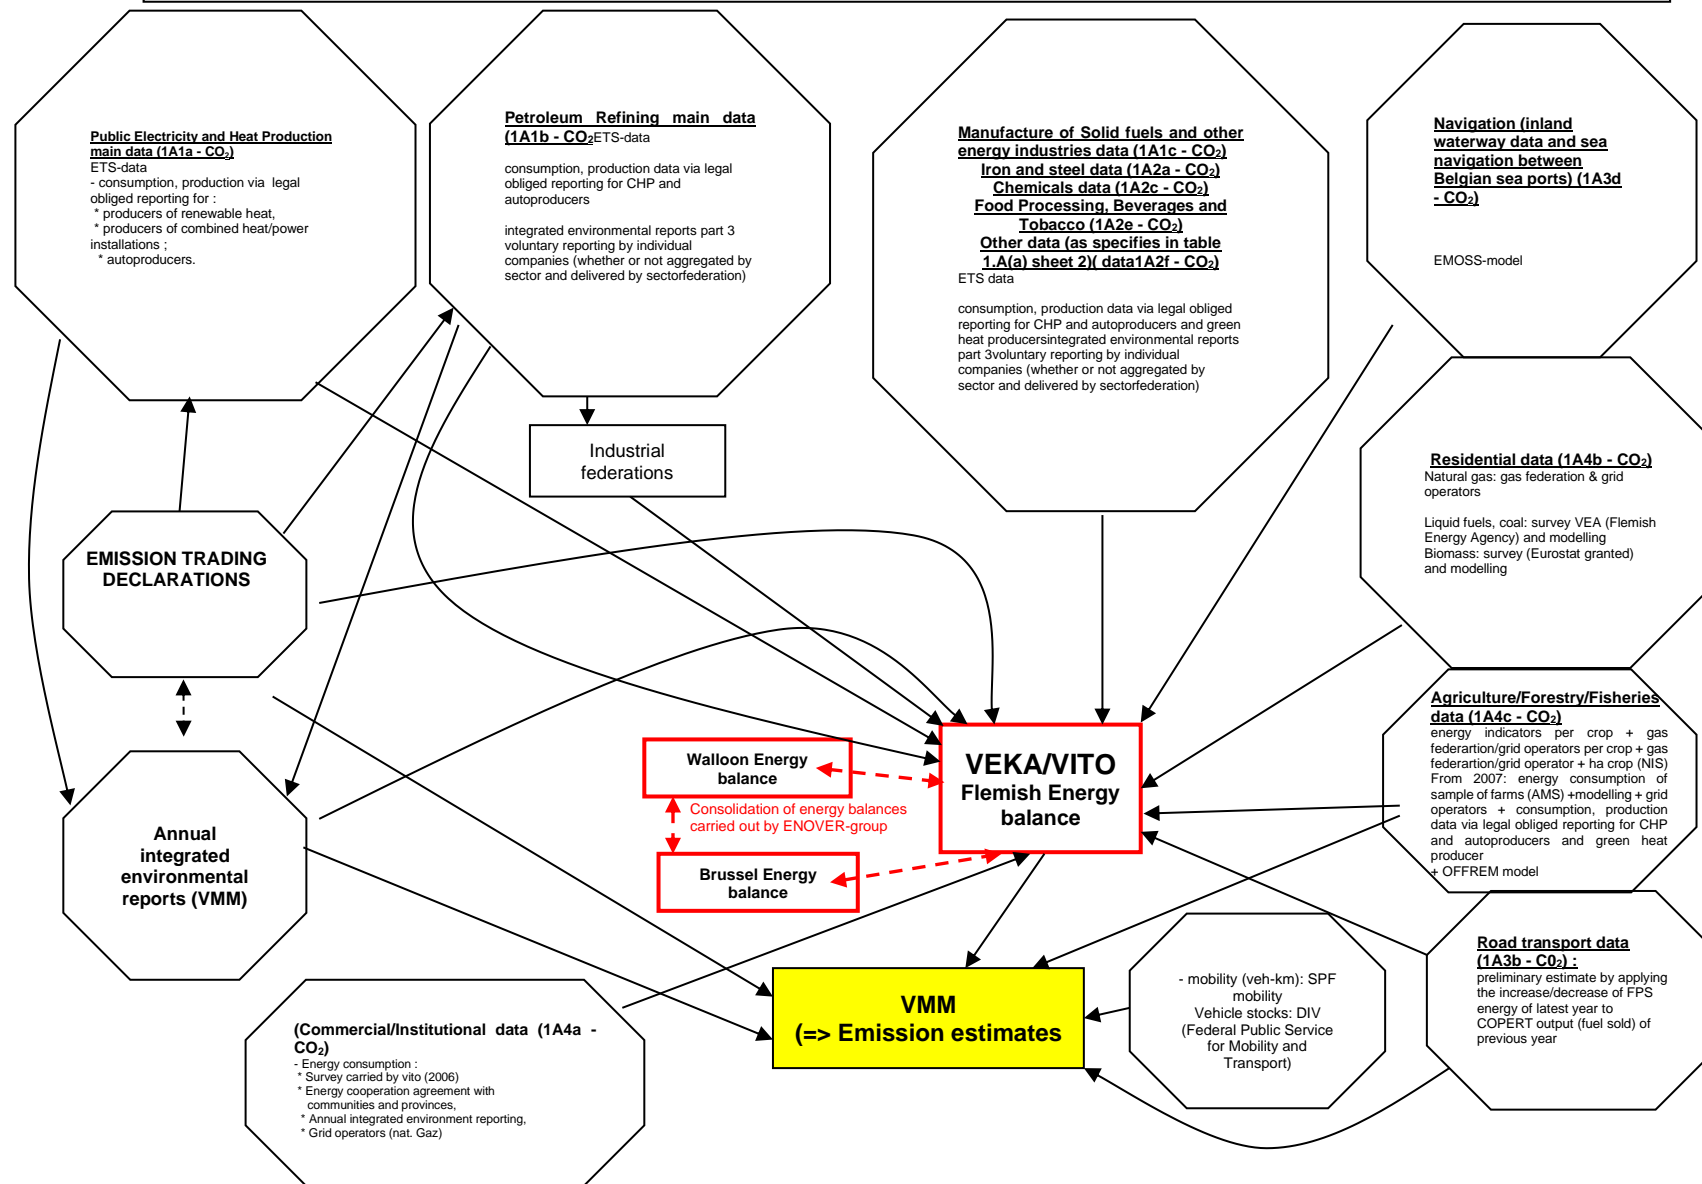 Public Electricity and Heat Production
main data (1A1a - CO₂)
ETS-data
- consumption, production via legal
obliged reporting for :
* producers of renewable heat,
* producers of combined heat/power
installations ;
* autoproducers.
Petroleum Refining main data
(1A1b - CO₂ETS-data
consumption, production data via legal
obliged reporting for CHP and
autoproducers
integrated environmental reports part 3
voluntary reporting by individual
companies (whether or not aggregated by
sector and delivered by sectorfederation)
Manufacture of Solid fuels and other
energy industries data (1A1c - CO₂)
Iron and steel data (1A2a - CO₂)
Chemicals data (1A2c - CO₂)
Food Processing, Beverages and
Tobacco (1A2e - CO₂)
Other data (as specifies in table
1.A(a) sheet 2)( data1A2f - CO₂)
ETS data
consumption, production data via legal obliged
reporting for CHP and autoproducers and green
heat producersintegrated environmental reports
part 3voluntary reporting by individual
companies (whether or not aggregated by
sector and delivered by sectorfederation)
Navigation (inland
waterway data and sea
navigation between
Belgian sea ports) (1A3d
- CO₂)
EMOSS-model
Industrial
federations
Residential data (1A4b - CO₂)
Natural gas: gas federation & grid
operators
Liquid fuels, coal: survey VEA (Flemish
Energy Agency) and modelling
Biomass: survey (Eurostat granted)
and modelling
EMISSION TRADING
DECLARATIONS
Agriculture/Forestry/Fisheries
data (1A4c - CO₂)
energy indicators per crop + gas
federartion/grid operators per crop + gas
federartion/grid operator + ha crop (NIS)
From 2007: energy consumption of
sample of farms (AMS) +modelling + grid
operators + consumption, production
data via legal obliged reporting for CHP
and autoproducers and green heat
producer
+ OFFREM model
Walloon Energy
balance
Consolidation of energy balances
carried out by ENOVER-group
Brussel Energy
balance
VEKA/VITO
Flemish Energy
balance
Annual
integrated
environmental
reports (VMM)
VMM
(=> Emission estimates
- mobility (veh-km): SPF
mobility
Vehicle stocks: DIV
(Federal Public Service
for Mobility and
Transport)
Road transport data
(1A3b - C0₂) :
preliminary estimate by applying
the increase/decrease of FPS
energy of latest year to
COPERT output (fuel sold) of
previous year
(Commercial/Institutional data (1A4a -
CO₂)
- Energy consumption :
* Survey carried by vito (2006)
* Energy cooperation agreement with
communities and provinces,
* Annual integrated environment reporting,
* Grid operators (nat. Gaz)